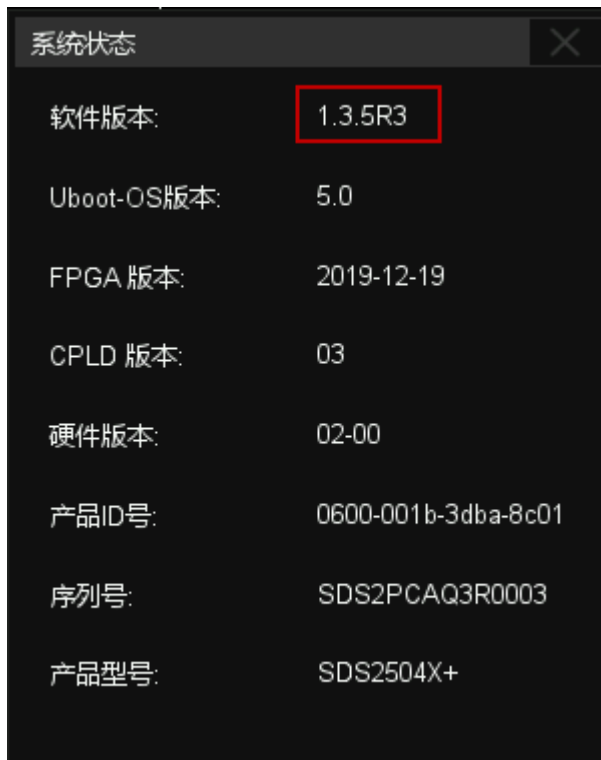 系统状态
软件版本: 1.3.5R3
Uboot-OS版本: 5.0
FPGA 版本: 2019-12-19
CPLD 版本: 03
硬件版本: 02-00
产品ID号: 0600-001b-3dba-8c01
序列号: SDS2PCAQ3R0003
产品型号: SDS2504X+